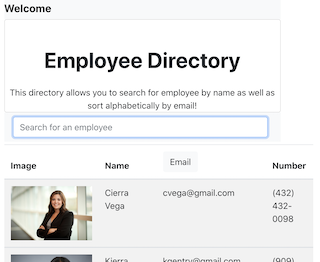 Welcome
Employee Directory
This directory allows you to search for employee by name as well as
sort alphabetically by email!
Search for an employee
Image Name Email Number
Cierra Vega cvega@gmail.com (432) 432-0098
Kierra kgentry@gmail.com (909)